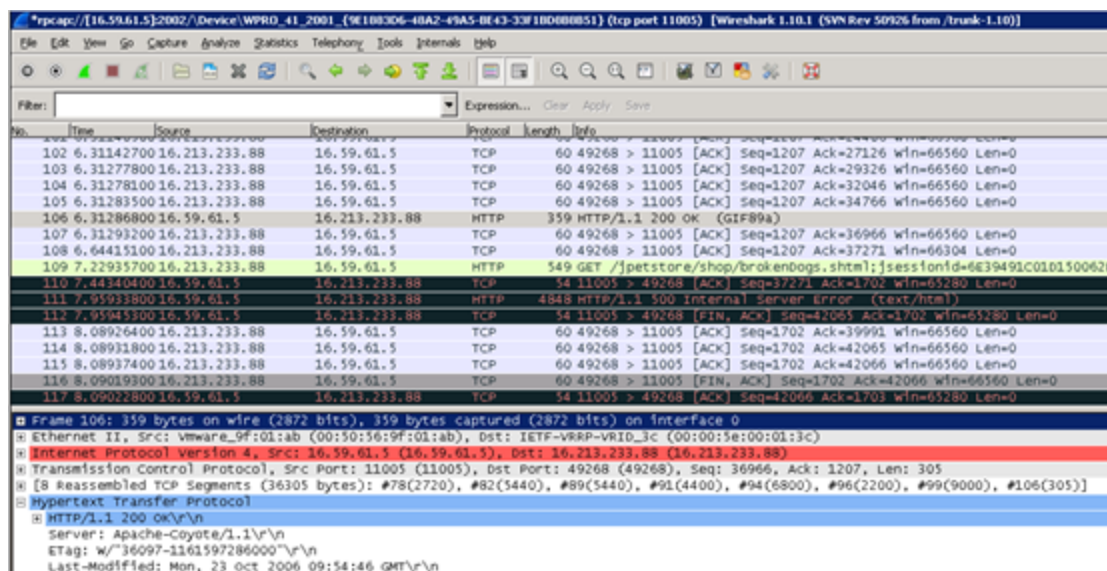 *rpcap://[16.59.61.5]:2002/\Device\WPRO_41_2001_{9E1883D6-48A2-49A5-BE43-33F1BD8BBB51} (tcp port 11005) [Wireshark 1.10.1 (SVN Rev 50926 from /trunk-1.10)]
File Edit View Go Capture Analyze Statistics Telephony Tools Internals Help
Filter: Expression... Clear Apply Save
No. Time Source Destination Protocol Length Info
102 6.31142700 16.213.233.88 16.59.61.5 TCP 60 49268 > 11005 [ACK] Seq=1207 Ack=27126 Win=66560 Len=0
103 6.31277800 16.213.233.88 16.59.61.5 TCP 60 49268 > 11005 [ACK] Seq=1207 Ack=29326 Win=66560 Len=0
104 6.31278100 16.213.233.88 16.59.61.5 TCP 60 49268 > 11005 [ACK] Seq=1207 Ack=32046 Win=66560 Len=0
105 6.31283500 16.213.233.88 16.59.61.5 TCP 60 49268 > 11005 [ACK] Seq=1207 Ack=34766 Win=66560 Len=0
106 6.31286800 16.59.61.5 16.213.233.88 HTTP 359 HTTP/1.1 200 OK (GIF89a)
107 6.31293200 16.213.233.88 16.59.61.5 TCP 60 49268 > 11005 [ACK] Seq=1207 Ack=36966 Win=66560 Len=0
108 6.64415100 16.213.233.88 16.59.61.5 TCP 60 49268 > 11005 [ACK] Seq=1207 Ack=37271 Win=66304 Len=0
109 7.22935700 16.213.233.88 16.59.61.5 HTTP 549 GET /jpetstore/shop/brokenDogs.shtml;jsessionid=6E39491C01D150062
110 7.44340400 16.59.61.5 16.213.233.88 TCP 54 11005 > 49268 [ACK] Seq=37271 Ack=1702 Win=65280 Len=0
111 7.95933800 16.59.61.5 16.213.233.88 HTTP 4848 HTTP/1.1 500 Internal Server Error (text/html)
112 7.95945300 16.59.61.5 16.213.233.88 TCP 54 11005 > 49268 [FIN, ACK] Seq=42065 Ack=1702 Win=65280 Len=0
113 8.08926400 16.213.233.88 16.59.61.5 TCP 60 49268 > 11005 [ACK] Seq=1702 Ack=39991 Win=66560 Len=0
114 8.08931800 16.213.233.88 16.59.61.5 TCP 60 49268 > 11005 [ACK] Seq=1702 Ack=42065 Win=66560 Len=0
115 8.08937400 16.213.233.88 16.59.61.5 TCP 60 49268 > 11005 [ACK] Seq=1702 Ack=42066 Win=66560 Len=0
116 8.09019300 16.213.233.88 16.59.61.5 TCP 60 49268 > 11005 [FIN, ACK] Seq=1702 Ack=42066 Win=66560 Len=0
117 8.09022800 16.59.61.5 16.213.233.88 TCP 54 11005 > 49268 [ACK] Seq=42066 Ack=1703 Win=65280 Len=0
Frame 106: 359 bytes on wire (2872 bits), 359 bytes captured (2872 bits) on interface 0
Ethernet II, Src: Vmware_9f:01:ab (00:50:56:9f:01:ab), Dst: IETF-VRRP-VRID_3c (00:00:5e:00:01:3c)
Internet Protocol Version 4, Src: 16.59.61.5 (16.59.61.5), Dst: 16.213.233.88 (16.213.233.88)
Transmission Control Protocol, Src Port: 11005 (11005), Dst Port: 49268 (49268), Seq: 36966, Ack: 1207, Len: 305
[8 Reassembled TCP Segments (36305 bytes): #78(2720), #82(5440), #89(5440), #91(4400), #94(6800), #96(2200), #99(9000), #106(305)]
Hypertext Transfer Protocol
HTTP/1.1 200 OK\r\n
Server: Apache-Coyote/1.1\r\n
ETag: W/"36097-1161597286000"\r\n
Last-Modified: Mon, 23 Oct 2006 09:54:46 GMT\r\n